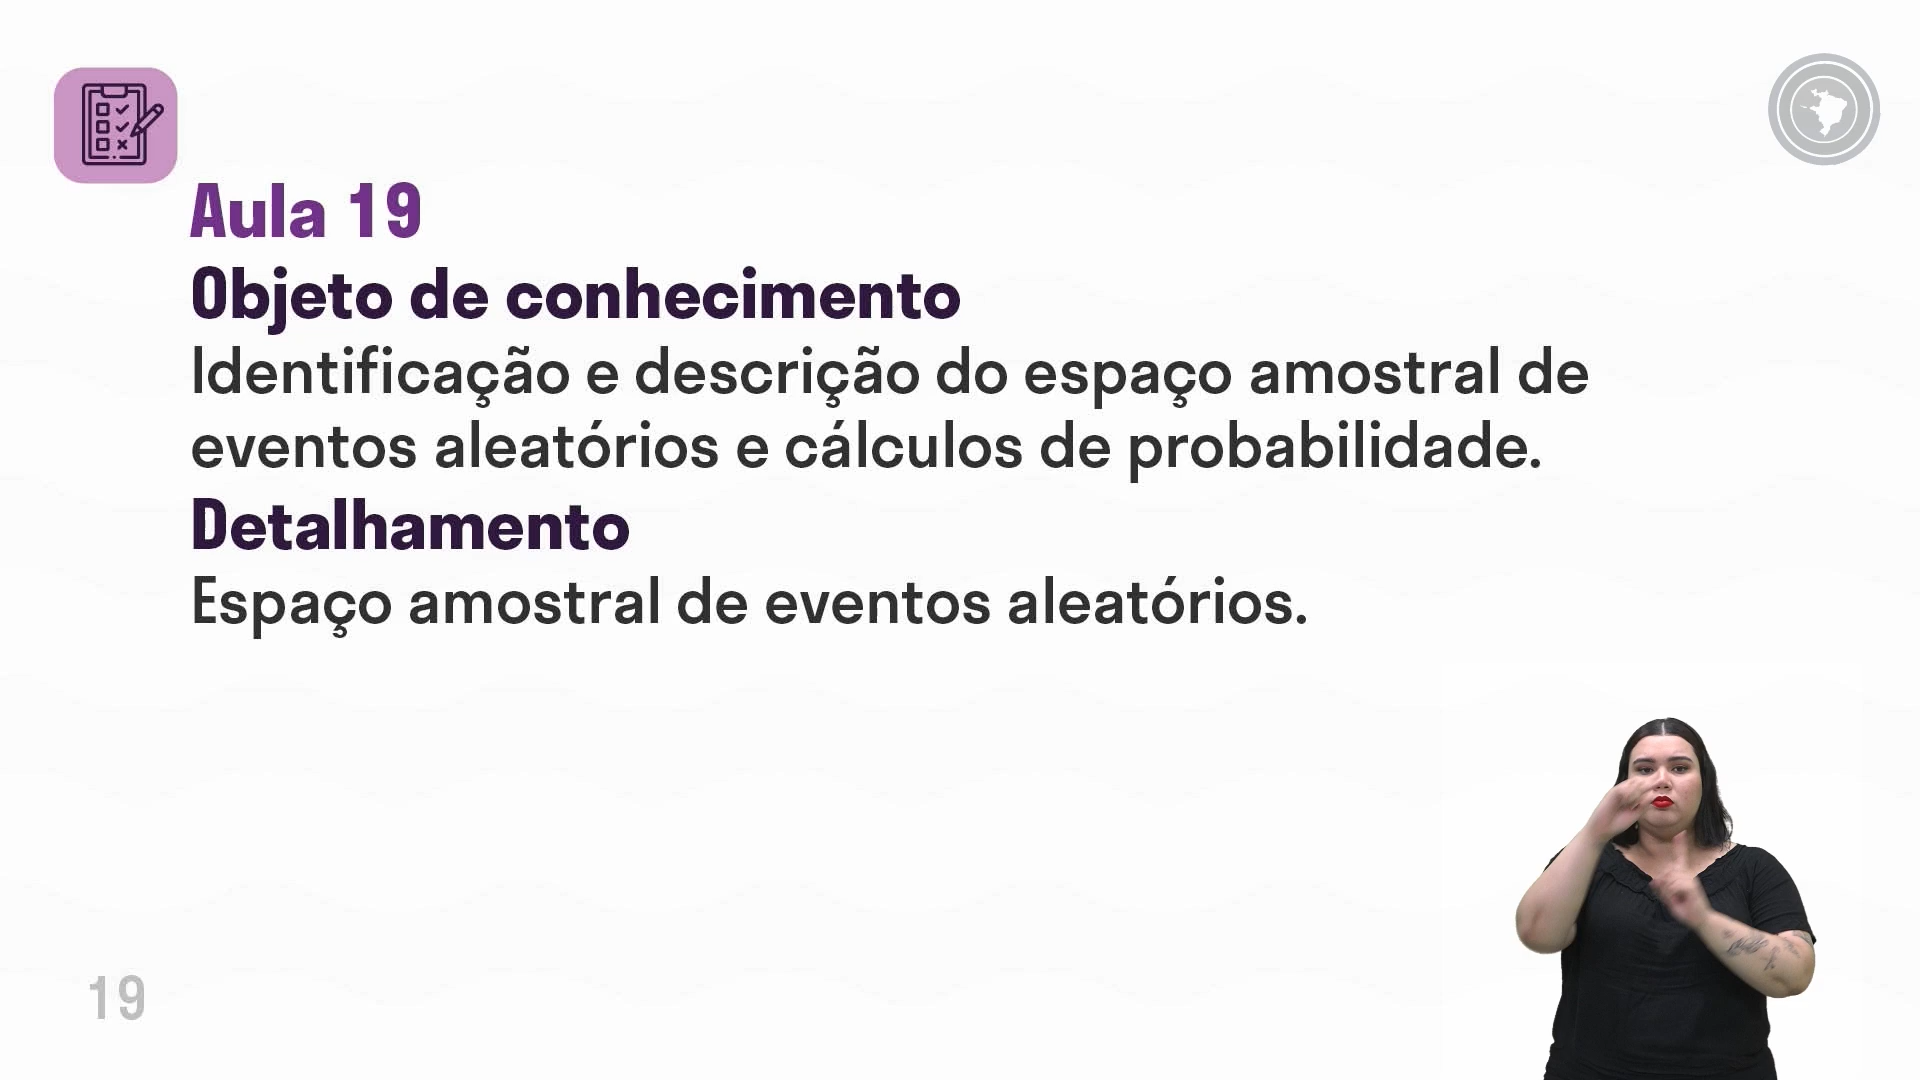 Aula 19
Objeto de conhecimento
Identificação e descrição do espaço amostral de
eventos aleatórios e cálculos de probabilidade.
Detalhamento
Espaço amostral de eventos aleatórios.
19